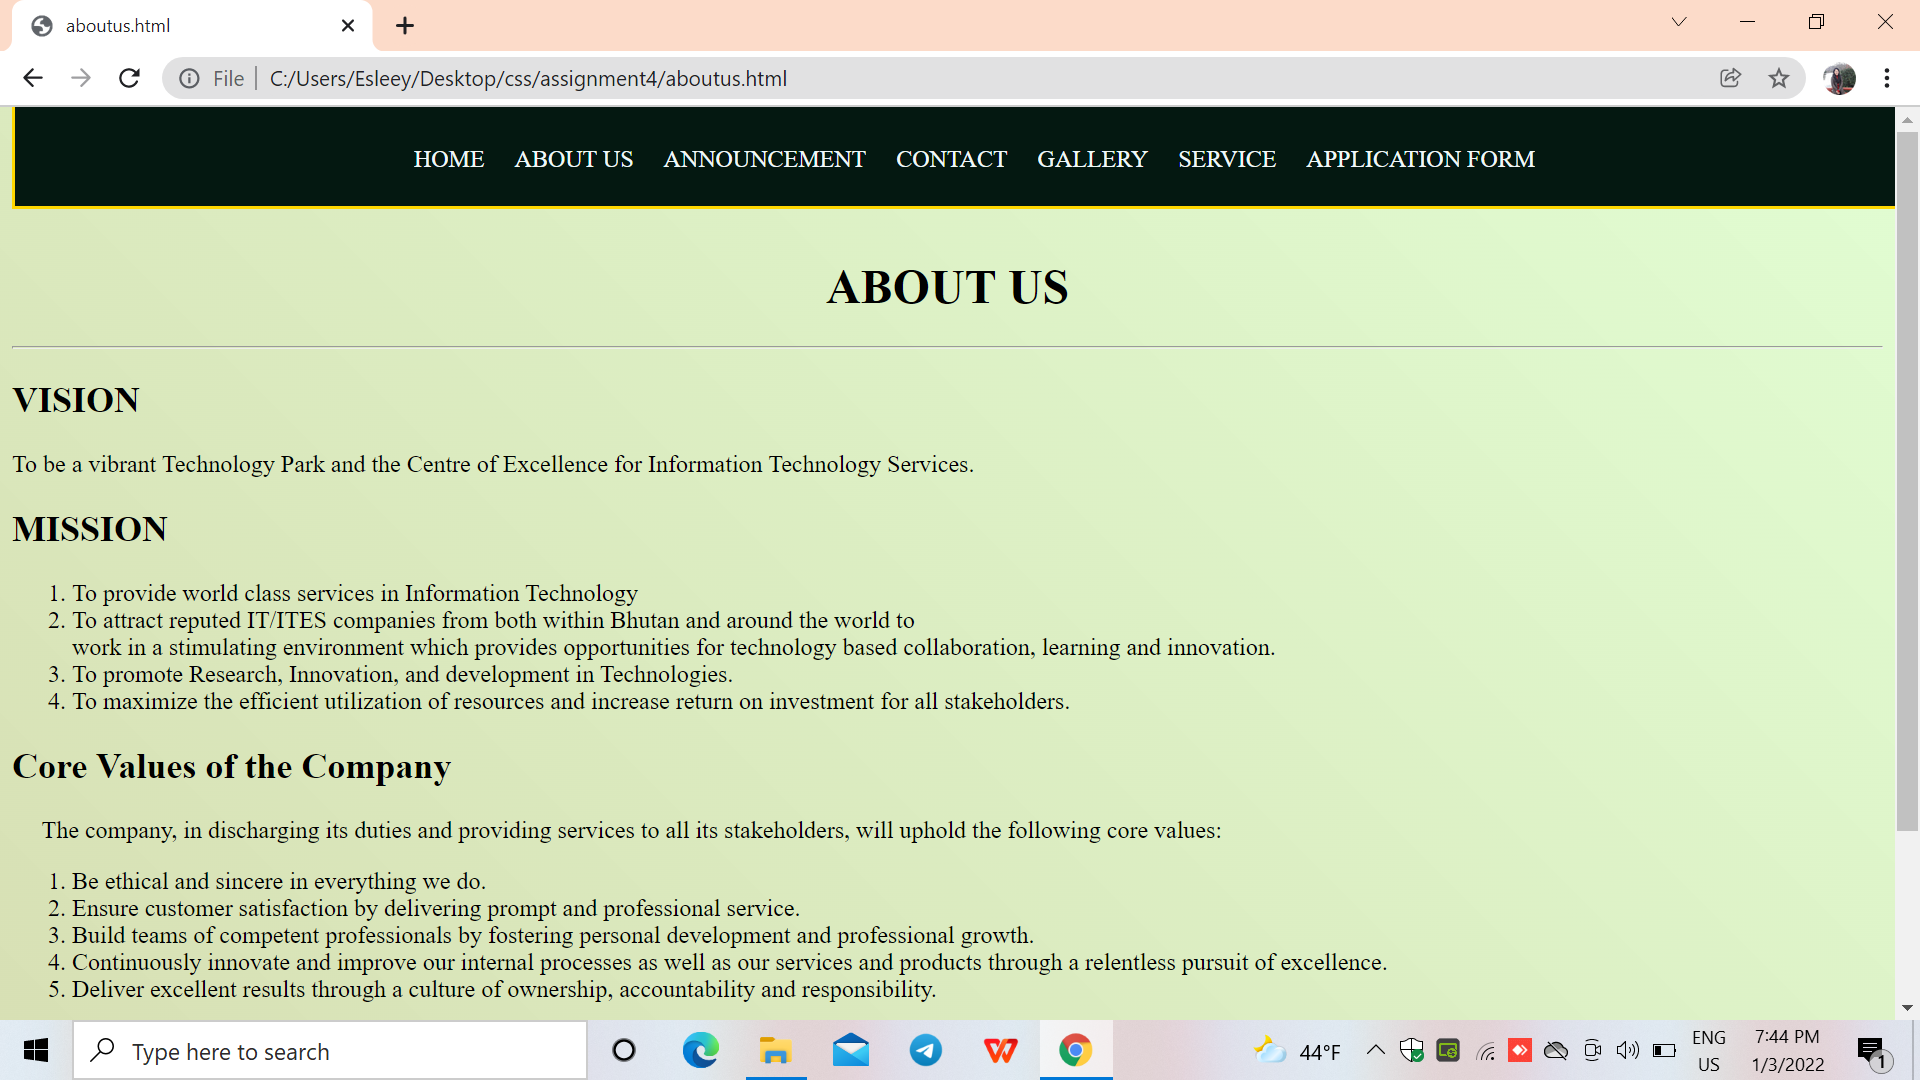 aboutus.html
File
C:/Users/Esleey/Desktop/css/assignment4/aboutus.html
HOME ABOUT US ANNOUNCEMENT CONTACT GALLERY SERVICE APPLICATION FORM
ABOUT US
VISION
To be a vibrant Technology Park and the Centre of Excellence for Information Technology Services.
MISSION
1. To provide world class services in Information Technology
2. To attract reputed IT/ITES companies from both within Bhutan and around the world to
work in a stimulating environment which provides opportunities for technology based collaboration, learning and innovation.
3. To promote Research, Innovation, and development in Technologies.
4. To maximize the efficient utilization of resources and increase return on investment for all stakeholders.
Core Values of the Company
The company, in discharging its duties and providing services to all its stakeholders, will uphold the following core values:
1. Be ethical and sincere in everything we do.
2. Ensure customer satisfaction by delivering prompt and professional service.
3. Build teams of competent professionals by fostering personal development and professional growth.
4. Continuously innovate and improve our internal processes as well as our services and products through a relentless pursuit of excellence.
5. Deliver excellent results through a culture of ownership, accountability and responsibility.
Type here to search
44°F
ENG
US
7:44 PM
1/3/2022
1